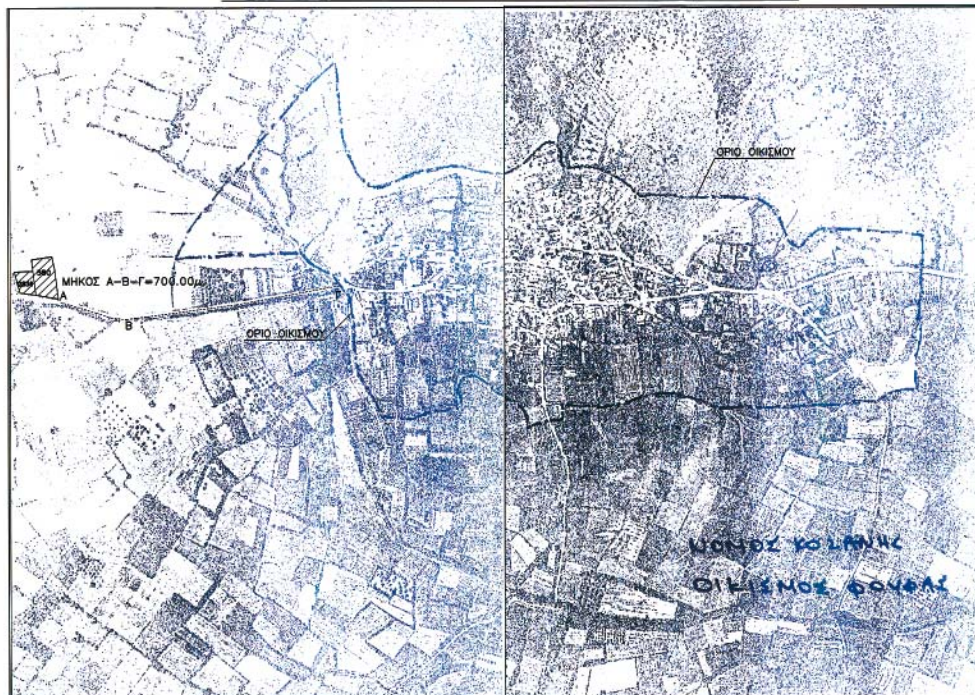 ΟΡΙΟ ΟΙΚΙΣΜΟΥ
ΜΗΚΟΣ Α-Β-Γ=700.00μ.
Α
Β
Γ
ΟΡΙΟ ΟΙΚΙΣΜΟΥ
ΝΟΜΟΣ ΚΟΖΑΝΗΣ
ΟΙΚΙΣΜΟΣ ΦΟΥΦΑΣ